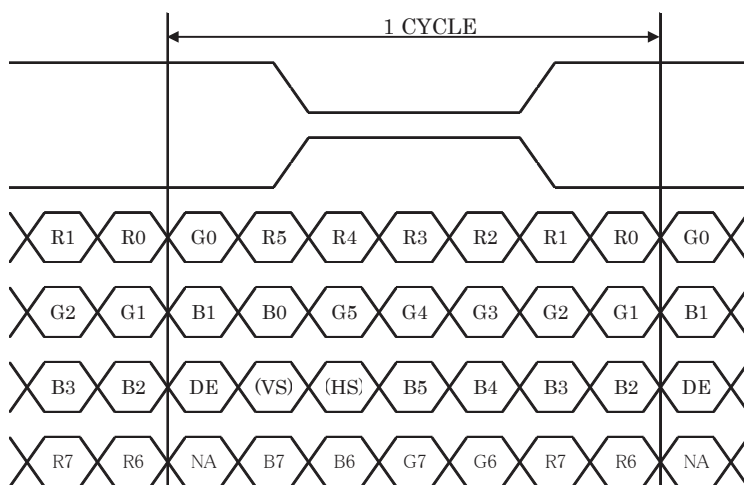 1 CYCLE
R1 R0 G0 R5 R4 R3 R2 R1 R0 G0
G2 G1 B1 B0 G5 G4 G3 G2 G1 B1
B3 B2 DE (VS) (HS) B5 B4 B3 B2 DE
R7 R6 NA B7 B6 G7 G6 R7 R6 NA